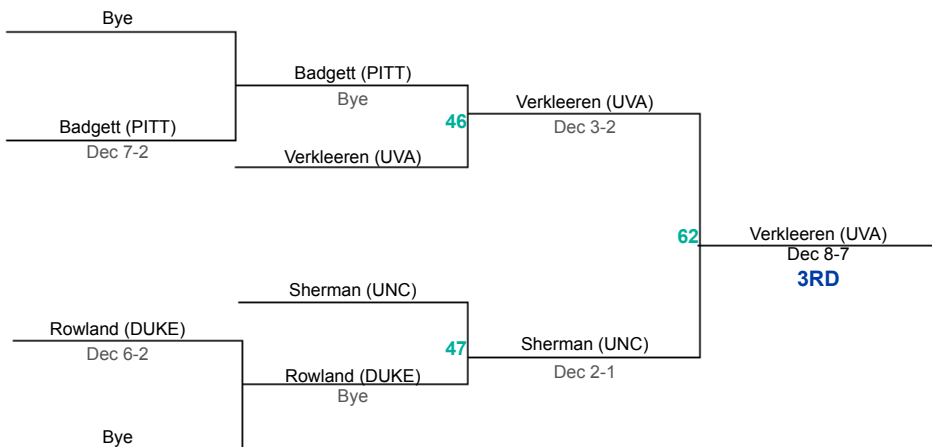 Bye
Badgett (PITT)
Bye
Verkleeren (UVA)
Dec 3-2
46
Badgett (PITT)
Dec 7-2
Verkleeren (UVA)
62
Verkleeren (UVA)
Dec 8-7
3RD
Sherman (UNC)
Rowland (DUKE)
Dec 6-2
47
Sherman (UNC)
Dec 2-1
Rowland (DUKE)
Bye
Bye